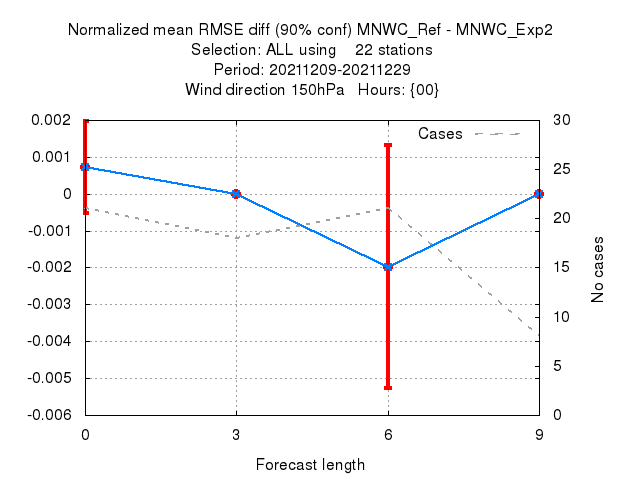 Normalized mean RMSE diff (90% conf) MNWC_Ref - MNWC_Exp2
Selection: ALL using 22 stations
Period: 20211209-20211229
Wind direction 150hPa Hours: {00}
Cases
0.002
0.001
0
-0.001
-0.002
-0.003
-0.004
-0.005
-0.006
30
25
20
15
10
5
0
No cases
0 3 6 9
Forecast length